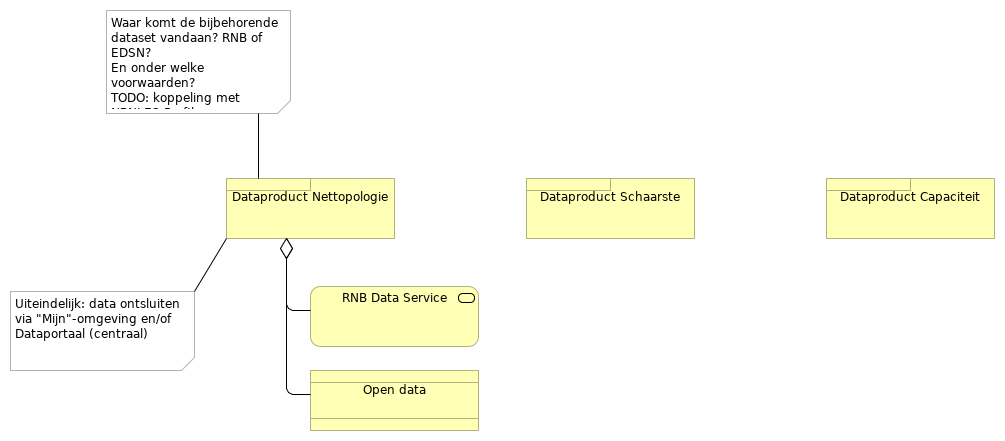 Waar komt de bijbehorende
dataset vandaan? RNB of
EDSN?
En onder welke
voorwaarden?
TODO: koppeling met
Dataproduct Nettopologie
Dataproduct Schaarste
Dataproduct Capaciteit
Uiteindelijk: data ontsluiten
via "Mijn"-omgeving en/of
Dataportaal (centraal)
RNB Data Service
Open data